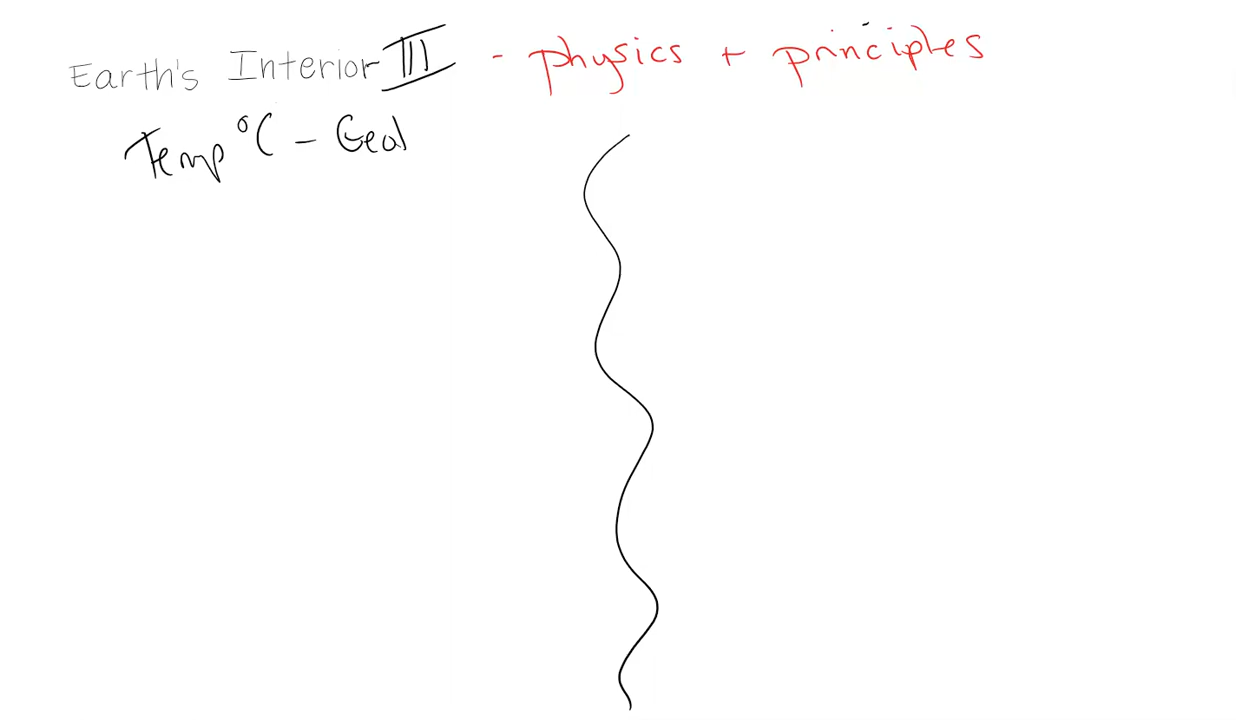 Earth's Interior III - physics + principles
Temp °C - Geol